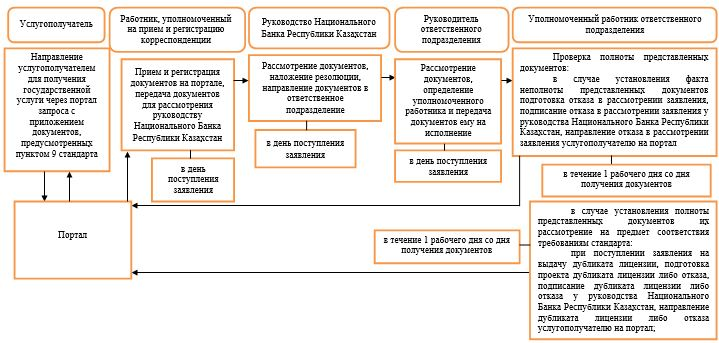 Услугополучатель
Работник, уполномоченный
на прием и регистрацию
корреспонденции
Руководство Национального
Банка Республики Казахстан
Руководитель
ответственного
подразделения
Уполномоченный работник ответственного
подразделения
Направление
услугополучателем
для получения
государственной
услуги через портал
запроса с
приложением
документов,
предусмотренных
пунктом 9 стандарта
Прием и регистрация
документов на портале,
передача документов
для рассмотрения
руководству
Национального Банка
Республики Казахстан
Рассмотрение документов,
наложение резолюции,
направление документов в
ответственное
подразделение
Рассмотрение
документов,
определение
уполномоченного
работника и передача
документов ему на
исполнение
Проверка полноты представленных
документов:
в случае установления факта
неполноты представленных документов
подготовка отказа в рассмотрении заявления,
подписание отказа в рассмотрении заявления у
руководства Национального Банка Республики
Казахстан, направление отказа в рассмотрении
заявления услугополучателю на портал
в день
поступления
заявления
в день поступления
заявления
в день поступления
заявления
в течение 1 рабочего дня со дня
получения документов
Портал
в течение 1 рабочего дня со дня
получения документов
в случае установления полноты
представленных документов их
рассмотрение на предмет соответствия
требованиям стандарта:
при поступлении заявления на
выдачу дубликата лицензии, подготовка
проекта дубликата лицензии либо отказа,
подписание дубликата лицензии либо
отказа у руководства Национального
Банка Республики Казахстан, направление
дубликата лицензии либо отказа
услугополучателю на портал;